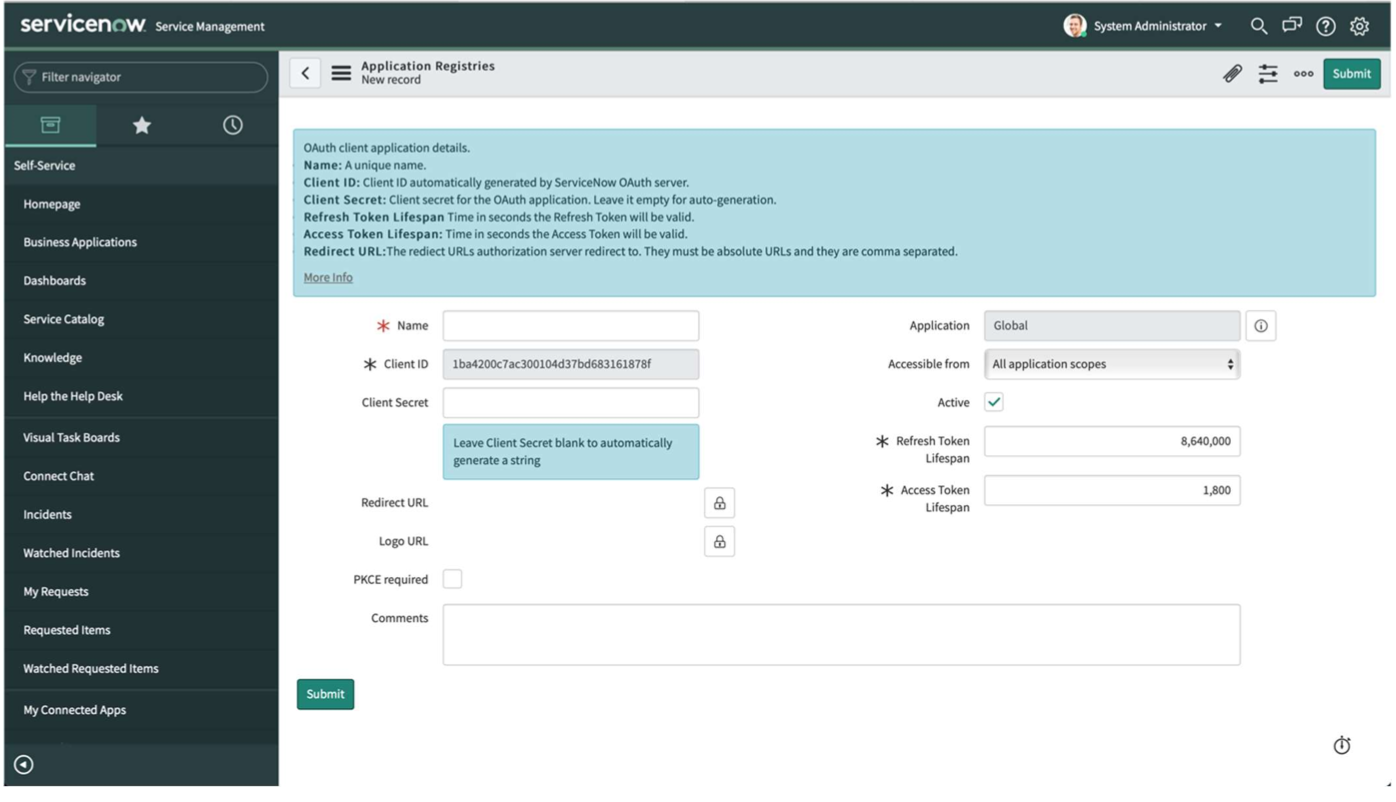 servicenow Service Management
System Administrator
Filter navigator
Self-Service
Homepage
Business Applications
Dashboards
Service Catalog
Knowledge
Help the Help Desk
Visual Task Boards
Connect Chat
Incidents
Watched Incidents
My Requests
Requested Items
Watched Requested Items
My Connected Apps
Application Registries
New record
Submit
OAuth client application details.
Name: A unique name.
Client ID: Client ID automatically generated by ServiceNow OAuth server.
Client Secret: Client secret for the OAuth application. Leave it empty for auto-generation.
Refresh Token Lifespan Time in seconds the Refresh Token will be valid.
Access Token Lifespan: Time in seconds the Access Token will be valid.
Redirect URL:The rediect URLs authorization server redirect to. They must be absolute URLs and they are comma separated.
More Info
Name
Client ID 1ba4200c7ac300104d37bd683161878f
Client Secret
Leave Client Secret blank to automatically
generate a string
Redirect URL
Logo URL
PKCE required
Comments
Application Global
Accessible from All application scopes
Active
Refresh Token 8,640,000
Lifespan
Access Token 1,800
Lifespan
Submit